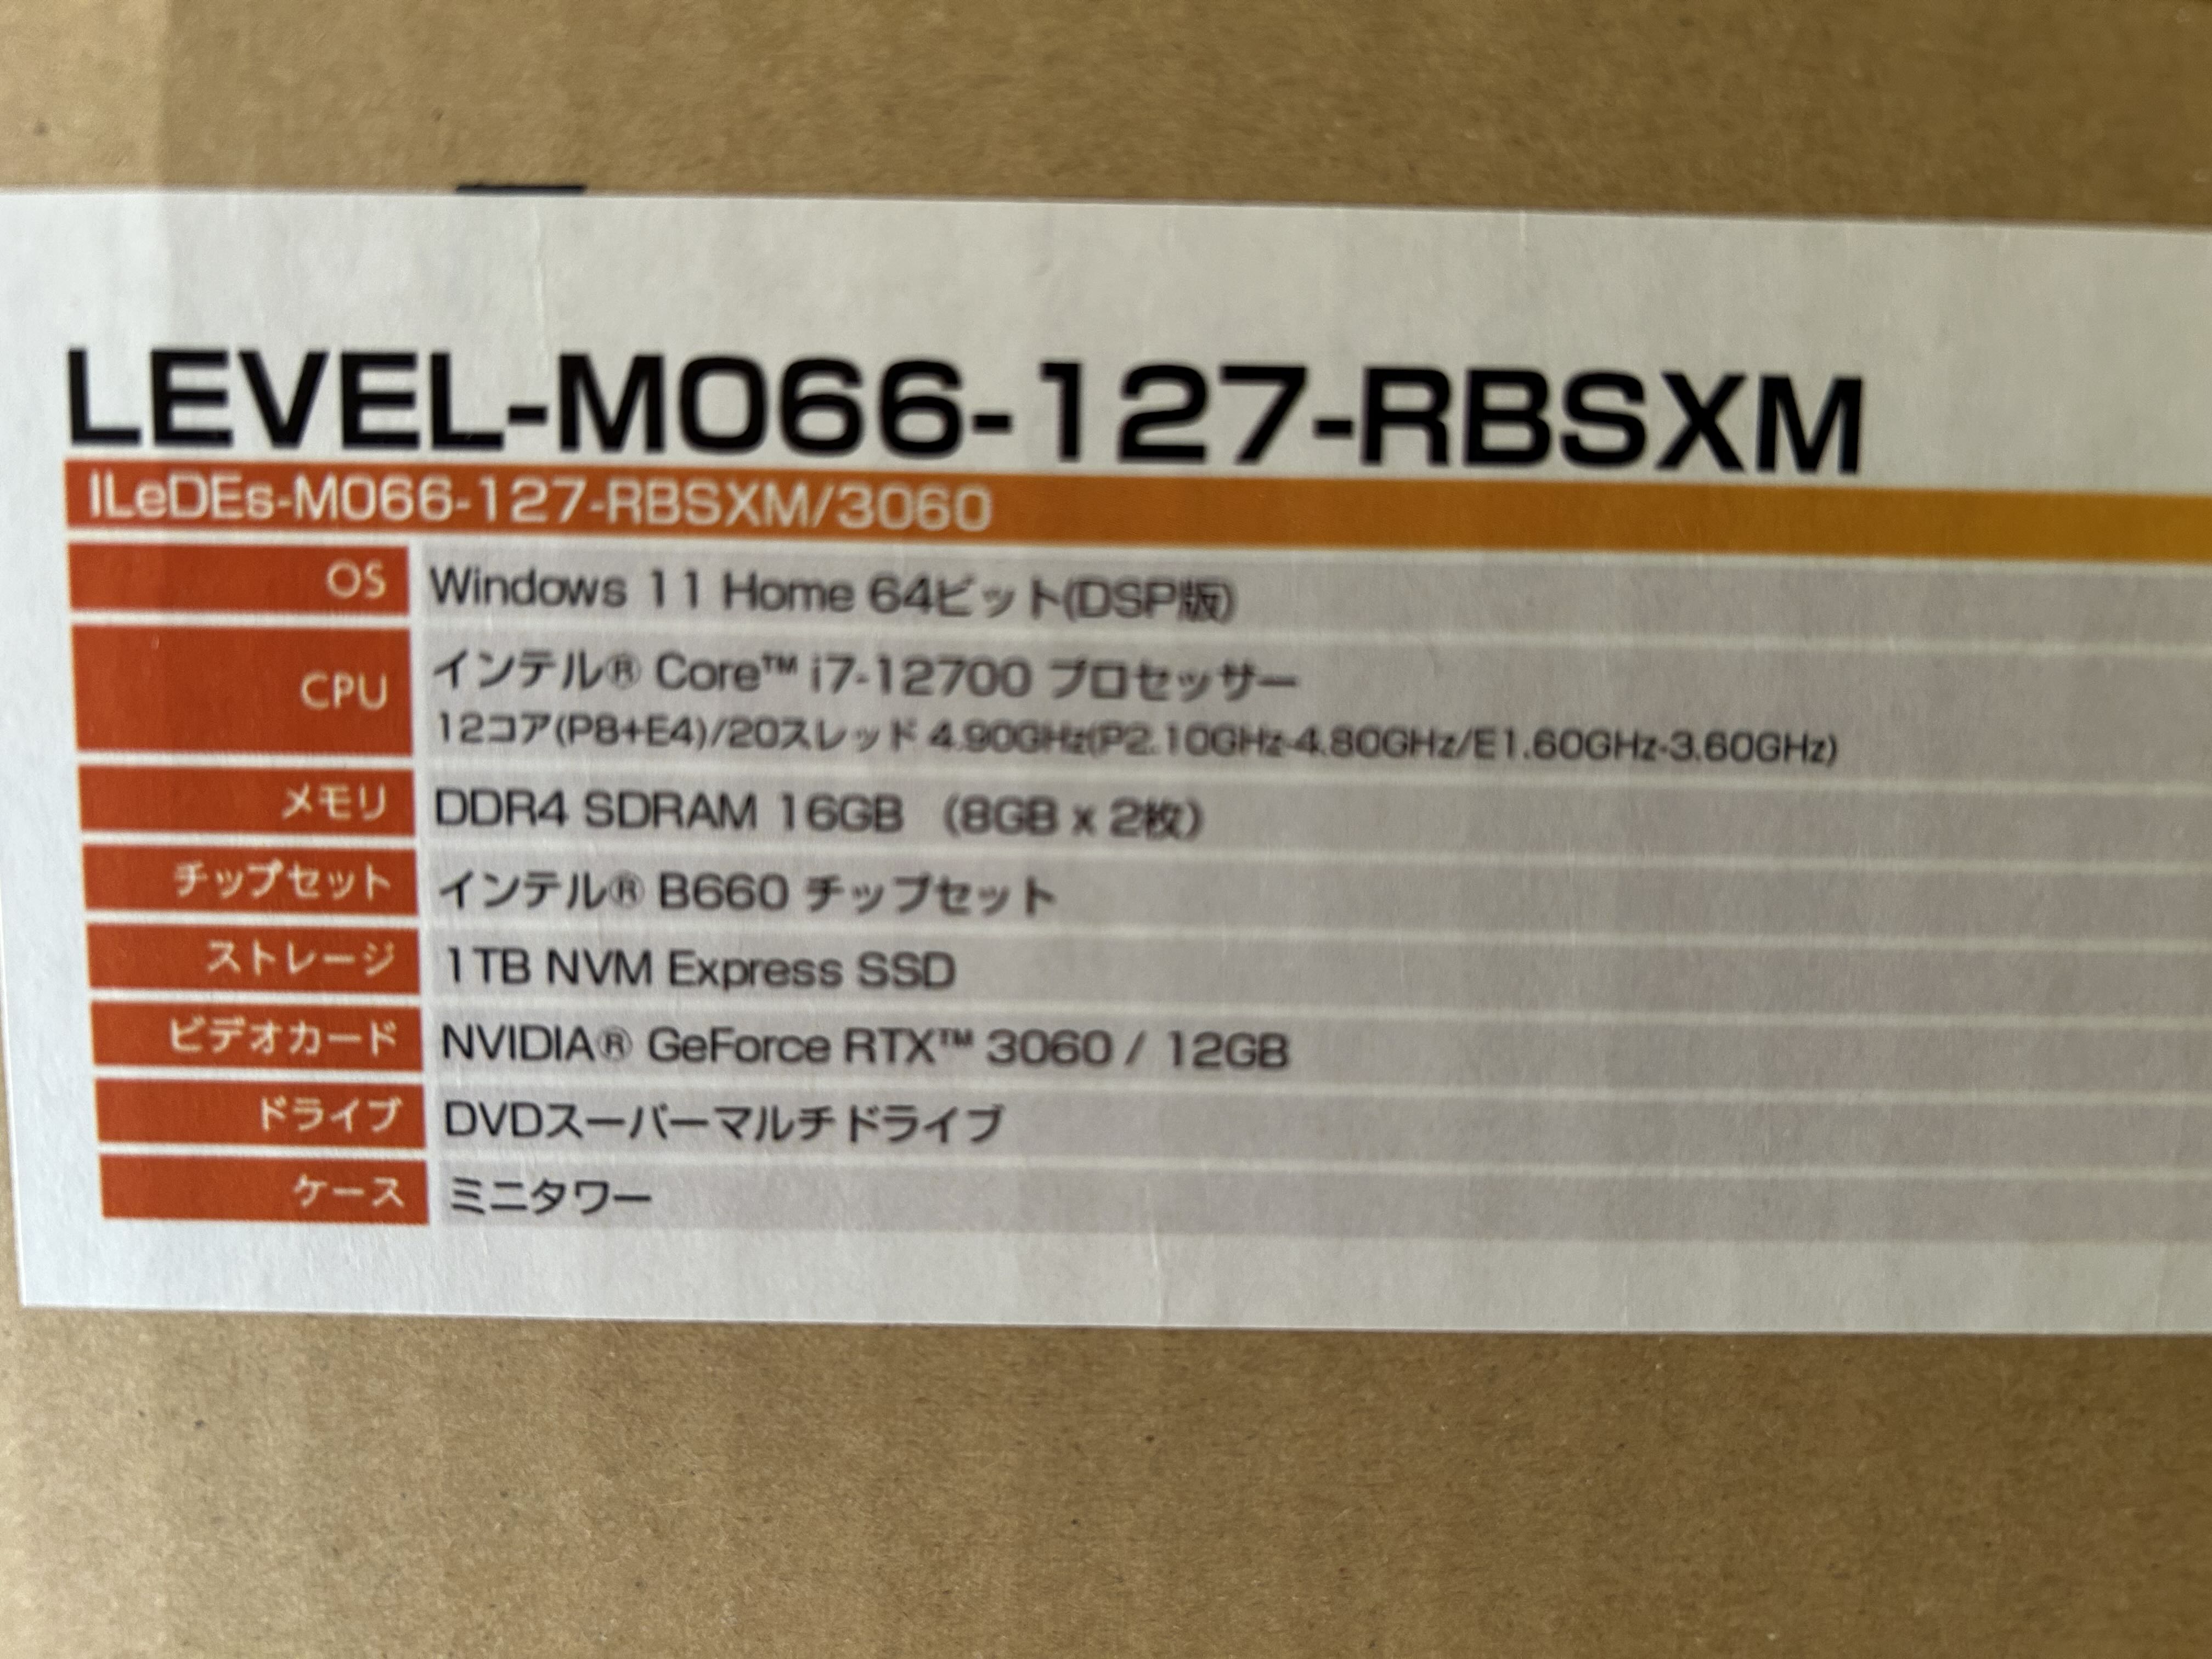 LEVEL-M066-127-RBSXM
ILeDEs-M066-127-RBSXM/3060
OS Windows 11 Home 64ビット(DSP版)
CPU インテル® Core™ i7-12700 プロセッサー
12コア(P8+E4)/20スレッド 4.90GHz(P2.10GHz-4.80GHz/E1.60GHz-3.60GHz)
メモリ DDR4 SDRAM 16GB (8GB x 2枚)
チップセット インテル® B660 チップセット
ストレージ 1TB NVM Express SSD
ビデオカード NVIDIA® GeForce RTX™ 3060 / 12GB
ドライブ DVDスーパーマルチドライブ
ケース ミニタワー